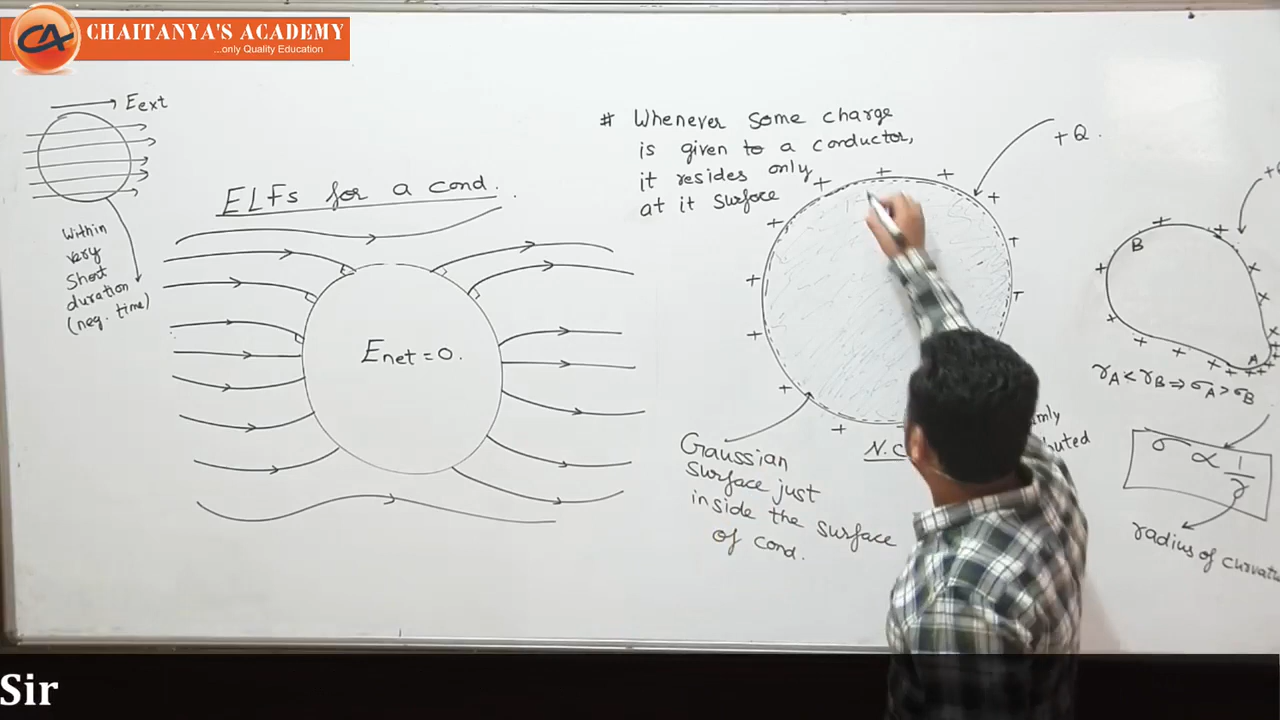 CHAITANYA'S ACADEMY
...only Quality Education
Eext
Within
very
Short
duration
(neg. time)
ELFs for a cond.
Enet = 0.
# Whenever some charge
is given to a conductor,
it resides only
at it surface
+Q.
Gaussian
surface just
inside the surface
of cond.
N.C
B
A
rA < rB ⇒ σA > σB
σ ∝ 1/r
radius of
Sir